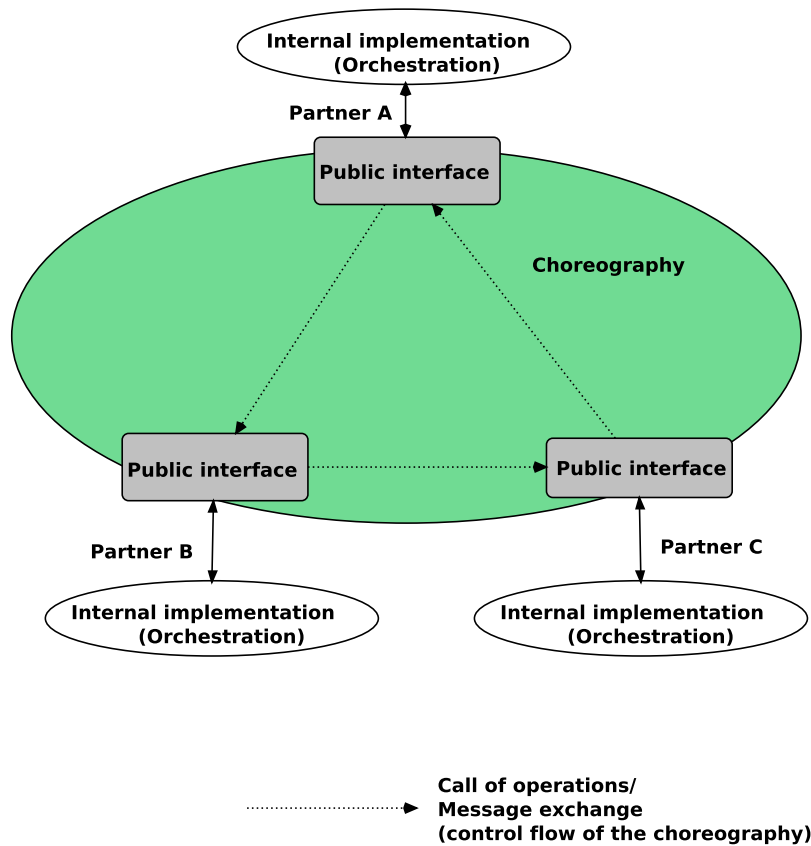 Internal implementation
(Orchestration)
Partner A
Public interface
Choreography
Public interface
Public interface
Partner B
Partner C
Internal implementation
(Orchestration)
Internal implementation
(Orchestration)
Call of operations/
Message exchange
(control flow of the choreography)